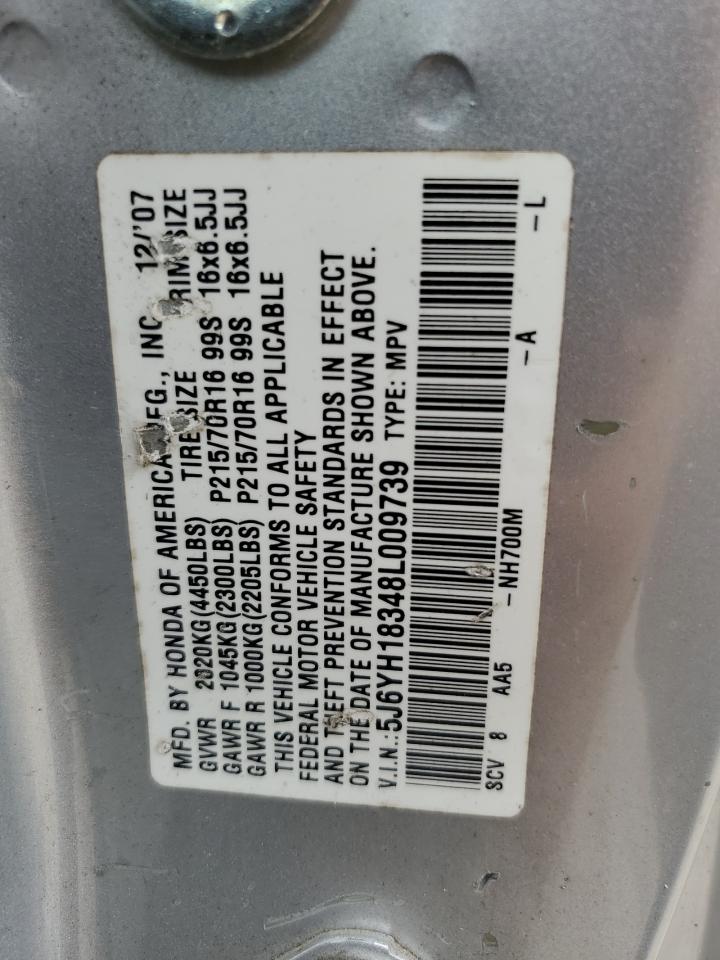 MFD. BY HONDA OF AMERICA MFG., INC. 12/'07
GVWR 2020KG(4450LBS) TIRE SIZE RIM SIZE
GAWR F 1045KG(2300LBS) P215/70R16 99S 16x6.5JJ
GAWR R 1000KG(2205LBS) P215/70R16 99S 16x6.5JJ
THIS VEHICLE CONFORMS TO ALL APPLICABLE
FEDERAL MOTOR VEHICLE SAFETY
AND THEFT PREVENTION STANDARDS IN EFFECT
ON THE DATE OF MANUFACTURE SHOWN ABOVE.
V.I.N.:5J6YH18348L009739 TYPE: MPV
SCV 8 AA5 -NH700M -A -L